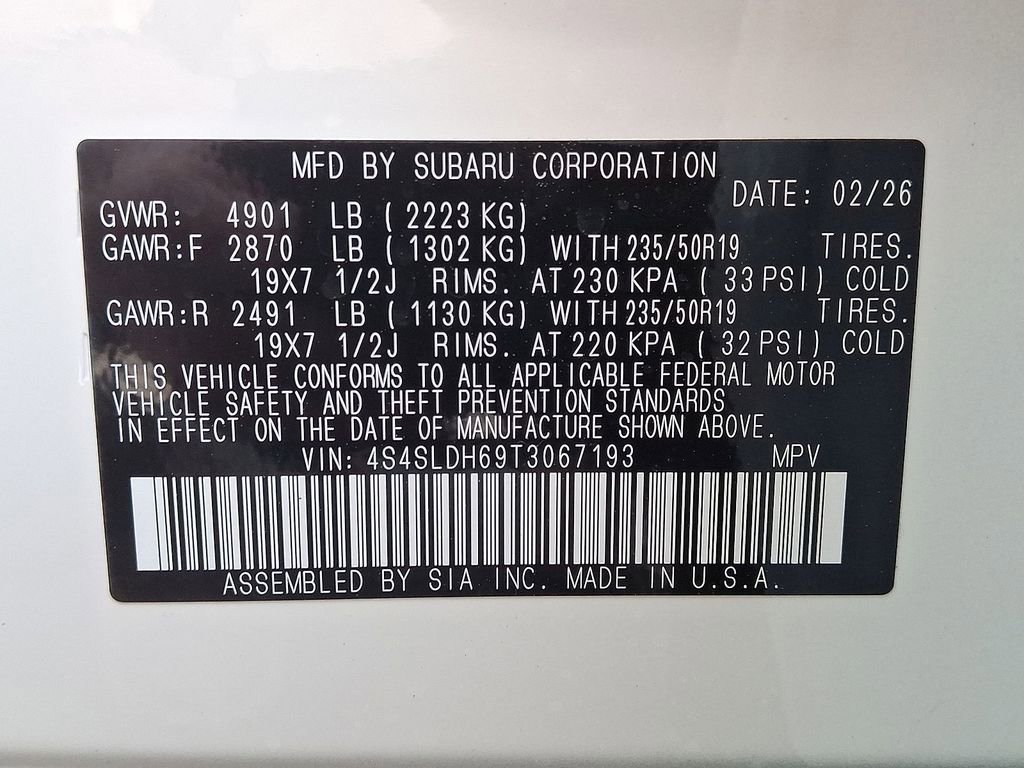 MFD BY SUBARU CORPORATION
DATE: 02/26
GVWR: 4901 LB ( 2223 KG)
GAWR:F 2870 LB ( 1302 KG) WITH 235/50R19 TIRES.
19X7 1/2J RIMS. AT 230 KPA ( 33 PSI) COLD
GAWR:R 2491 LB ( 1130 KG) WITH 235/50R19 TIRES.
19X7 1/2J RIMS. AT 220 KPA ( 32 PSI) COLD
THIS VEHICLE CONFORMS TO ALL APPLICABLE FEDERAL MOTOR
VEHICLE SAFETY AND THEFT PREVENTION STANDARDS
IN EFFECT ON THE DATE OF MANUFACTURE SHOWN ABOVE.
VIN: 4S4SLDH69T3067193 MPV
ASSEMBLED BY SIA INC. MADE IN U.S.A.